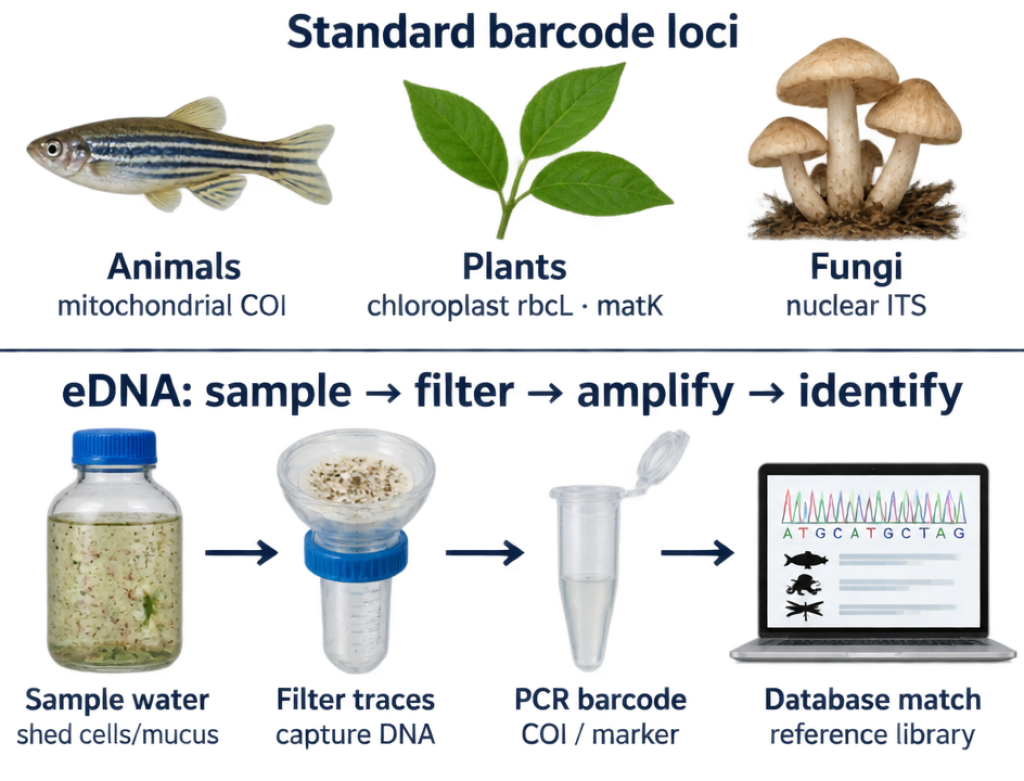 Standard barcode loci
Animals
mitochondrial COI
Plants
chloroplast rbcL · matK
Fungi
nuclear ITS
eDNA: sample → filter → amplify → identify
ATGCATGCTAG
Sample water
shed cells/mucus
Filter traces
capture DNA
PCR barcode
COI / marker
Database match
reference library